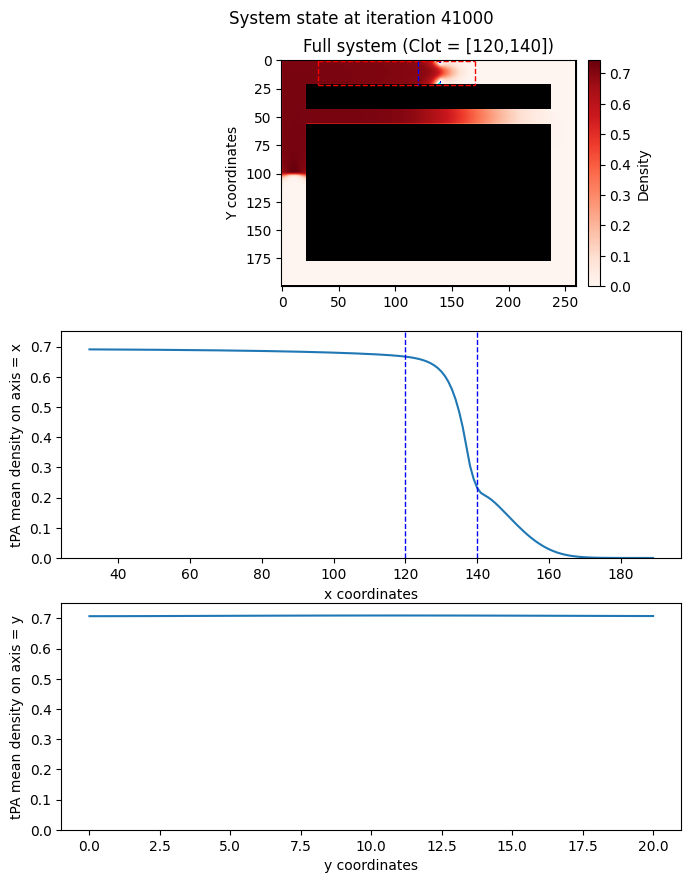 System state at iteration 41000
Full system (Clot = [120,140])
0
25
50
75
100
125
150
175
Y coordinates
0 50 100 150 200 250
0.7
0.6
0.5
0.4
0.3
0.2
0.1
0.0
Density
0.7
0.6
0.5
0.4
0.3
0.2
0.1
0.0
tPA mean density on axis = x
40 60 80 100 120 140 160 180
x coordinates
0.7
0.6
0.5
0.4
0.3
0.2
0.1
0.0
tPA mean density on axis = y
0.0 2.5 5.0 7.5 10.0 12.5 15.0 17.5 20.0
y coordinates